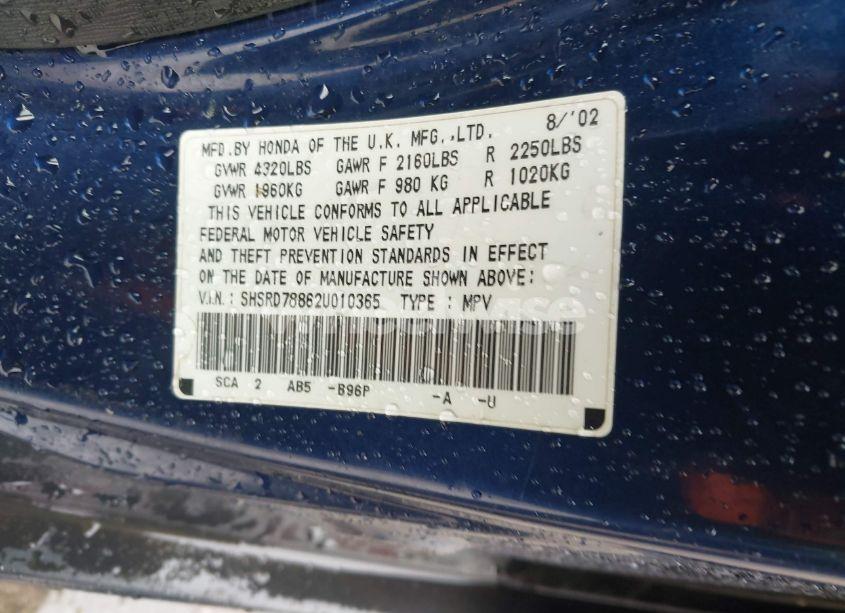 8/'02
MFD.BY HONDA OF THE U.K. MFG.,LTD.
GVWR 4320LBS GAWR F 2160LBS R 2250LBS
GVWR 1960KG GAWR F 980 KG R 1020KG
THIS VEHICLE CONFORMS TO ALL APPLICABLE
FEDERAL MOTOR VEHICLE SAFETY
AND THEFT PREVENTION STANDARDS IN EFFECT
ON THE DATE OF MANUFACTURE SHOWN ABOVE:
V.I.N.: SHSRD78862U010365 TYPE : MPV
SCA 2 AB5 -B96P -A -U